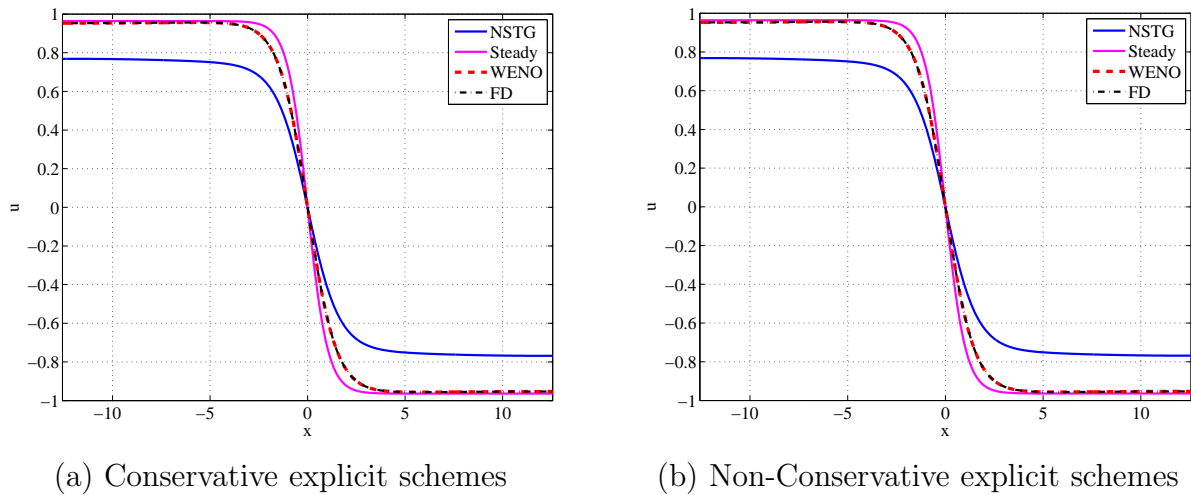 1
0.8
0.6
0.4
0.2
0
−0.2
−0.4
−0.6
−0.8
−1
u
−10
−5
0
5
10
x
NSTG
Steady
WENO
FD
(a) Conservative explicit schemes
1
0.8
0.6
0.4
0.2
0
−0.2
−0.4
−0.6
−0.8
−1
u
−10
−5
0
5
10
x
NSTG
Steady
WENO
FD
(b) Non-Conservative explicit schemes